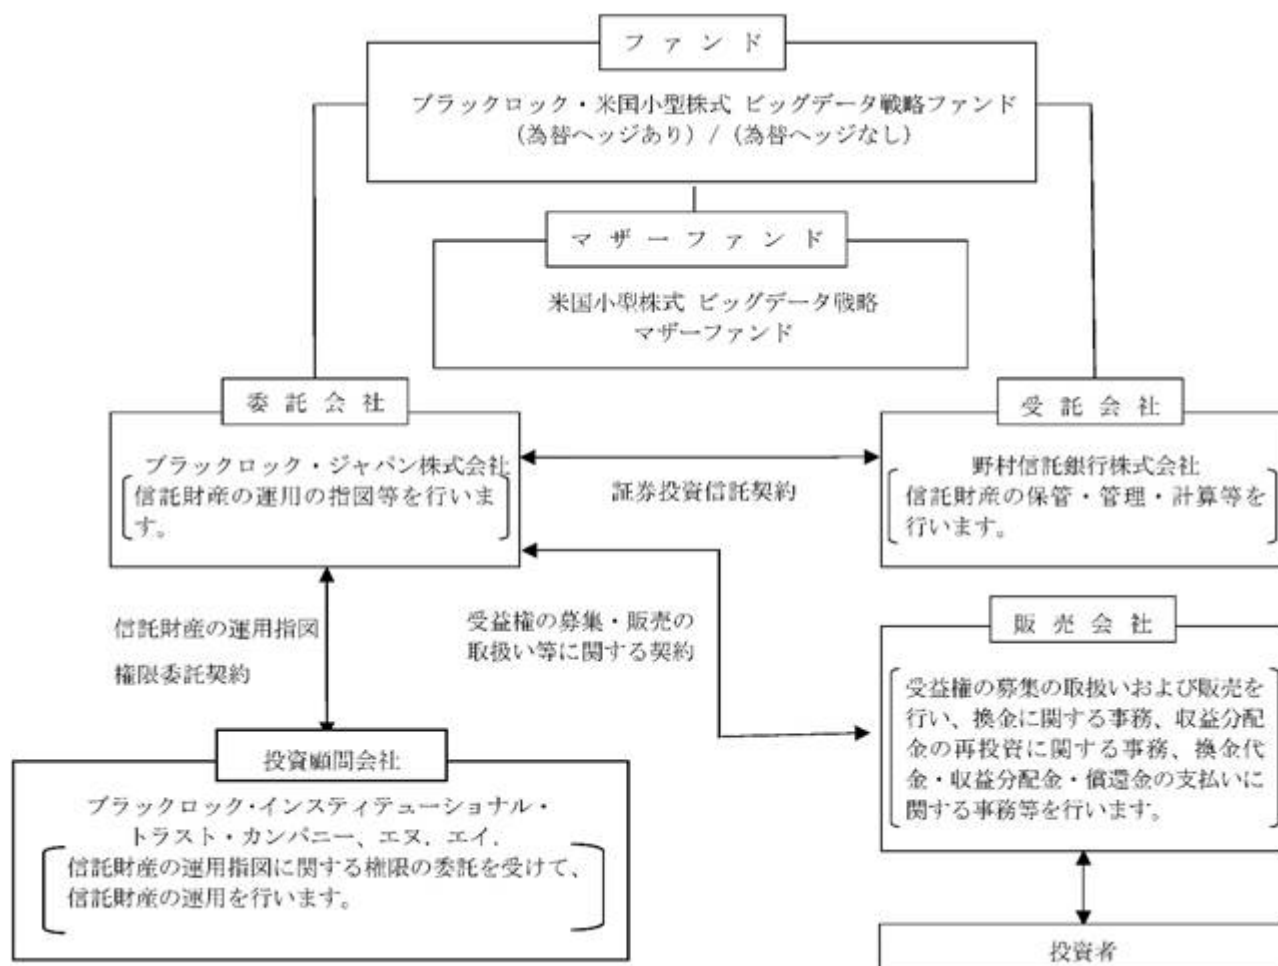 ファンド
ブラックロック・米国小型株式 ビッグデータ戦略ファンド
（為替ヘッジあり）/（為替ヘッジなし）
マザーファンド
米国小型株式 ビッグデータ戦略
マザーファンド
委託会社
ブラックロック・ジャパン株式会社
信託財産の運用の指図等を行いま
す。
証券投資信託契約
受託会社
野村信託銀行株式会社
信託財産の保管・管理・計算等を
行います。
信託財産の運用指図
権限委託契約
受益権の募集・販売の
取扱い等に関する契約
販売会社
受益権の募集の取扱いおよび販売を
行い、換金に関する事務、収益分配
金の再投資に関する事務、換金代
金・収益分配金・償還金の支払いに
関する事務等を行います。
投資顧問会社
ブラックロック・インスティテューショナル・
トラスト・カンパニー、エヌ．エイ．
信託財産の運用指図に関する権限の委託を受けて、
信託財産の運用を行います。
投資者